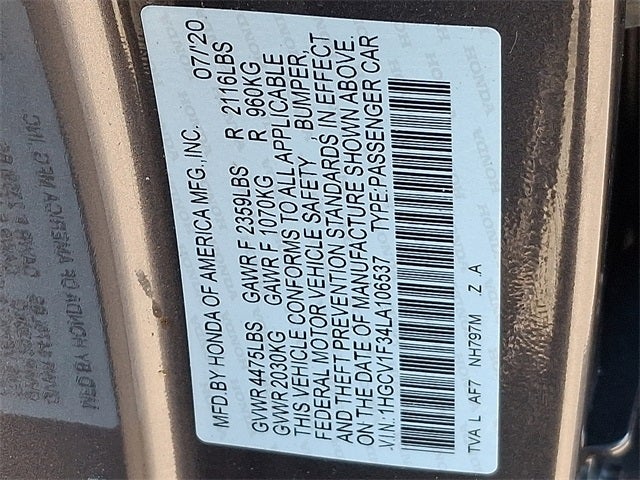 MFD.BY HONDA OF AMERICA MFG.,INC. 07/'20
GVWR 4475LBS GAWR F 2359LBS R 2116LBS
GVWR 2030KG GAWR F 1070KG R 960KG
THIS VEHICLE CONFORMS TO ALL APPLICABLE
FEDERAL MOTOR VEHICLE SAFETY , BUMPER,
AND THEFT PREVENTION STANDARDS IN EFFECT
ON THE DATE OF MANUFACTURE SHOWN ABOVE.
.V.I.N.:1HGCV1F34LA106537 TYPE:PASSENGER CAR
TVA L AF7 NH797M .Z .A